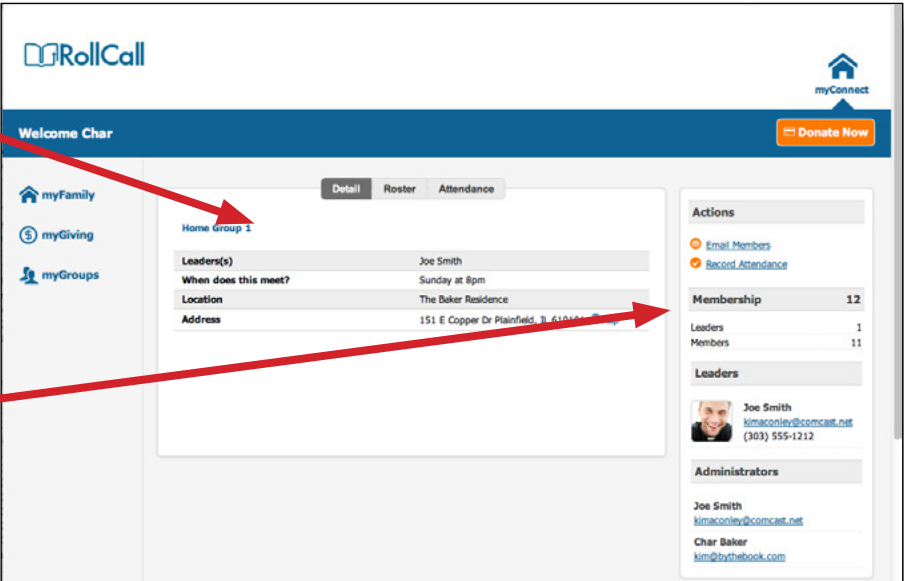 RollCall
myConnect
Welcome Char
Donate Now
myFamily
myGiving
myGroups
Detail Roster Attendance
Home Group 1
Leaders(s) Joe Smith
When does this meet? Sunday at 8pm
Location The Baker Residence
Address 151 E Copper Dr Plainfield, IL
Actions
Email Members
Record Attendance
Membership 12
Leaders 1
Members 11
Leaders
Joe Smith
kimaconley@comcast.net
(303) 555-1212
Administrators
Joe Smith
kimaconley@comcast.net
Char Baker
kim@bythebook.com